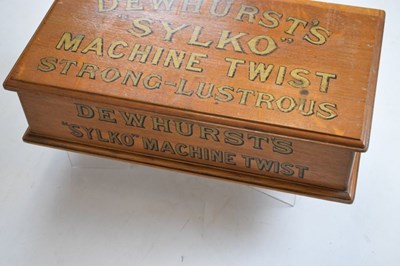 DEWHURST'S
"SYLKO"
MACHINE TWIST
STRONG-LUSTROUS
DEWHURST'S
"SYLKO" MACHINE TWIST